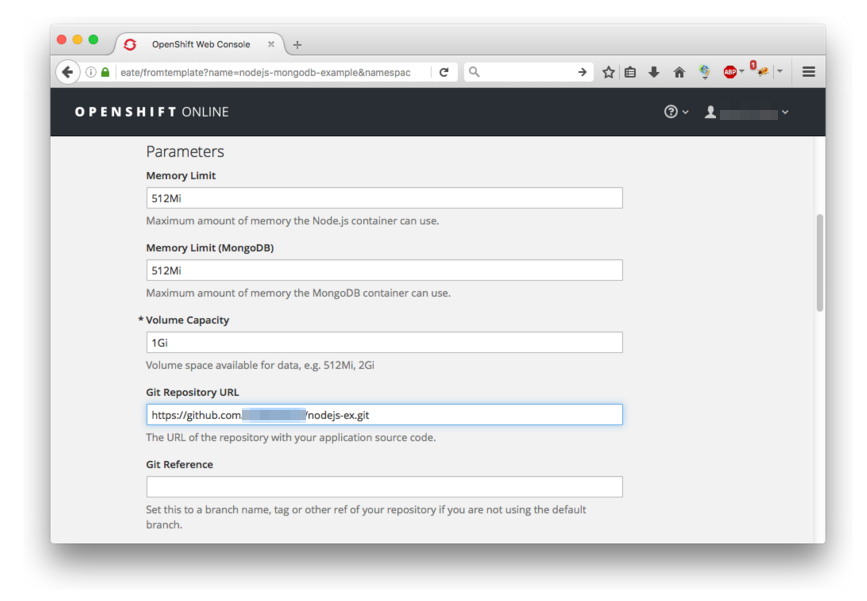 OpenShift Web Console
eate/fromtemplate?name=nodejs-mongodb-example&namespac
ABP
1
OPENSHIFT ONLINE
Parameters
Memory Limit
512Mi
Maximum amount of memory the Node.js container can use.
Memory Limit (MongoDB)
512Mi
Maximum amount of memory the MongoDB container can use.
* Volume Capacity
1Gi
Volume space available for data, e.g. 512Mi, 2Gi
Git Repository URL
https://github.com /nodejs-ex.git
The URL of the repository with your application source code.
Git Reference
Set this to a branch name, tag or other ref of your repository if you are not using the default
branch.